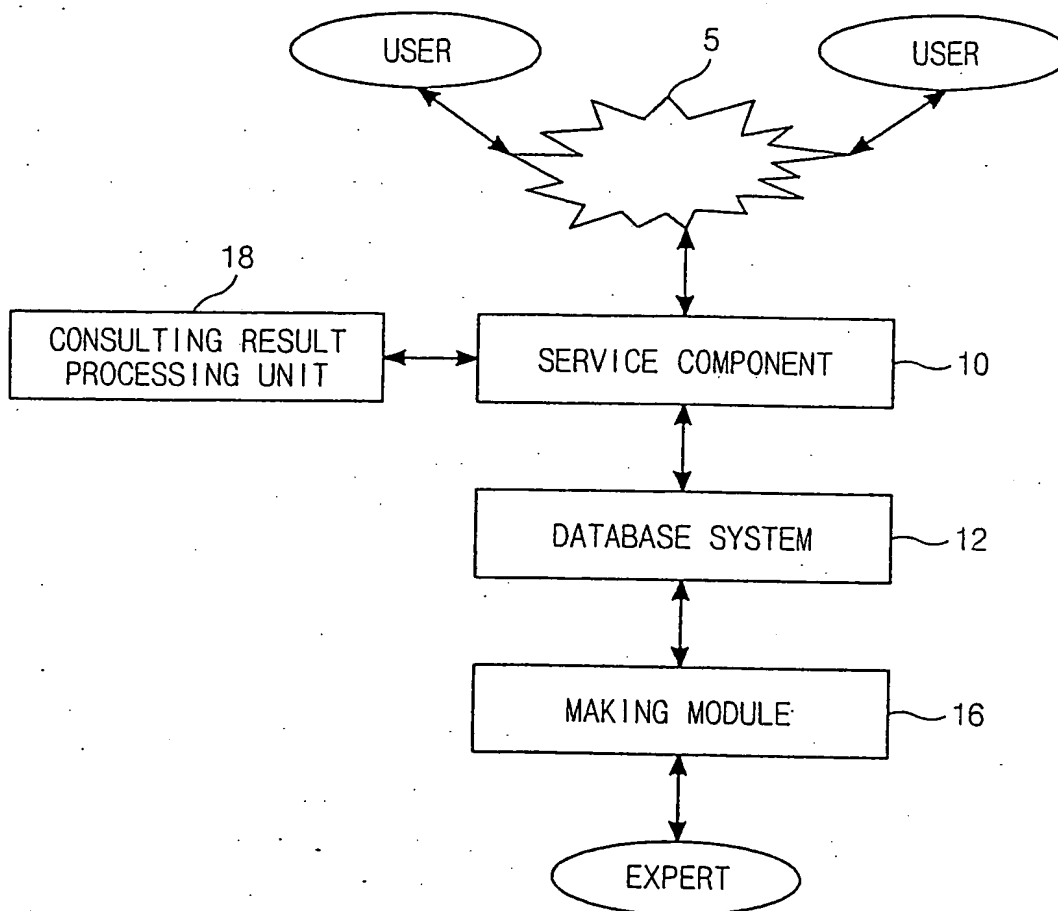 USER
5
USER
18
CONSULTING RESULT
PROCESSING UNIT
SERVICE COMPONENT
10
DATABASE SYSTEM
12
MAKING MODULE
16
EXPERT